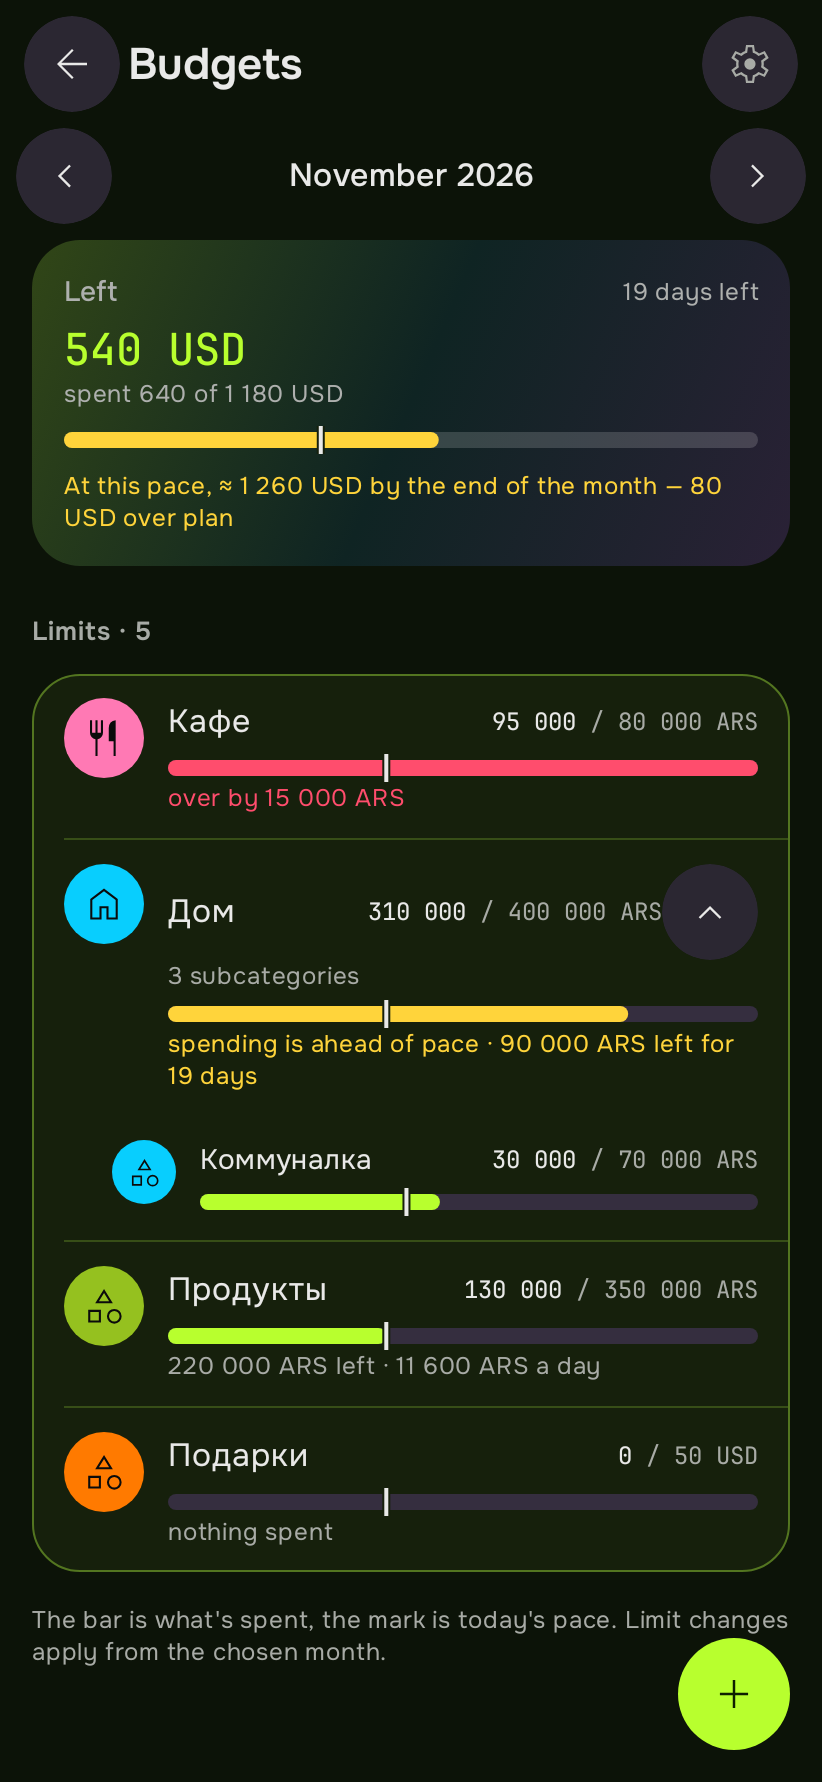 Budgets
November 2026
Left
19 days left
540 USD
spent 640 of 1 180 USD
At this pace, ≈ 1 260 USD by the end of the month — 80
USD over plan
Limits · 5
Кафе
95 000 / 80 000 ARS
over by 15 000 ARS
Дом
310 000 / 400 000 ARS
3 subcategories
spending is ahead of pace · 90 000 ARS left for
19 days
Коммуналка
30 000 / 70 000 ARS
Продукты
130 000 / 350 000 ARS
220 000 ARS left · 11 600 ARS a day
Подарки
0 / 50 USD
nothing spent
The bar is what's spent, the mark is today's pace. Limit changes
apply from the chosen month.